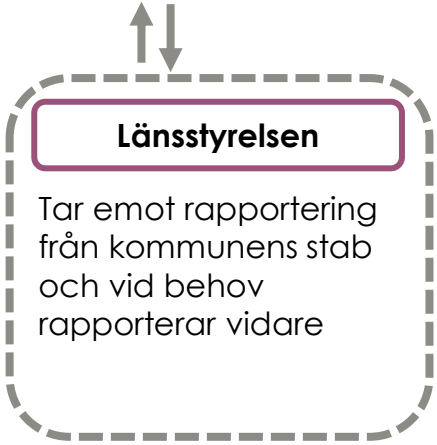 Länsstyrelsen
Tar emot rapportering
från kommunens stab
och vid behov
rapporterar vidare